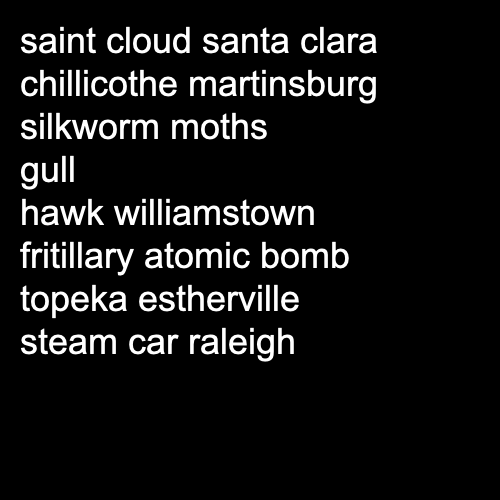 saint cloud santa clara
chillicothe martinsburg
silkworm moths
gull
hawk williamstown
fritillary atomic bomb
topeka estherville
steam car raleigh